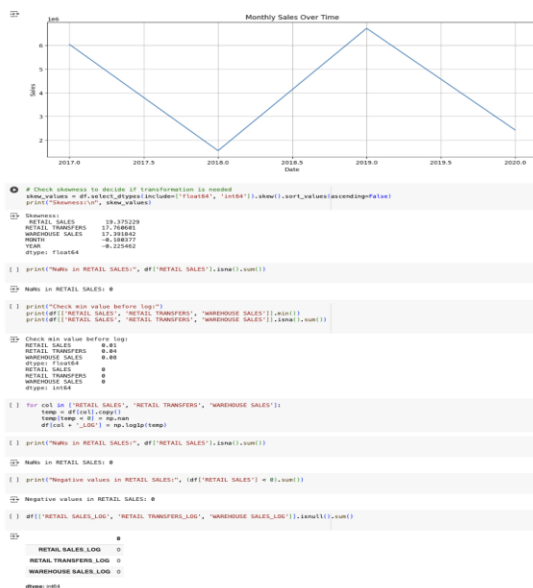 Monthly Sales Over Time
1e6
6
5
4
3
2
Sales
2017.0 2017.5 2018.0 2018.5 2019.0 2019.5 2020.0
Date
# Check skewness to decide if transformation is needed
skew_values = df.select_dtypes(include=['float64', 'int64']).skew().sort_values(ascending=False)
print("Skewness:\n", skew_values)
Skewness:
RETAIL SALES 19.375229
RETAIL TRANSFERS 17.760601
WAREHOUSE SALES 17.391842
MONTH -0.180377
YEAR -0.225462
dtype: float64
[ ] print("NaNs in RETAIL SALES:", df['RETAIL SALES'].isna().sum())
NaNs in RETAIL SALES: 0
[ ] print("Check min value before log:")
print(df[['RETAIL SALES', 'RETAIL TRANSFERS', 'WAREHOUSE SALES']].min())
print(df[['RETAIL SALES', 'RETAIL TRANSFERS', 'WAREHOUSE SALES']].isna().sum())
Check min value before log:
RETAIL SALES 0.01
RETAIL TRANSFERS 0.04
WAREHOUSE SALES 0.08
dtype: float64
RETAIL SALES 0
RETAIL TRANSFERS 0
WAREHOUSE SALES 0
dtype: int64
[ ] for col in ['RETAIL SALES', 'RETAIL TRANSFERS', 'WAREHOUSE SALES']:
temp = df[col].copy()
temp[temp < 0] = np.nan
df[col + '_LOG'] = np.log1p(temp)
[ ] print("NaNs in RETAIL SALES:", df['RETAIL SALES'].isna().sum())
NaNs in RETAIL SALES: 0
[ ] print("Negative values in RETAIL SALES:", (df['RETAIL SALES'] < 0).sum())
Negative values in RETAIL SALES: 0
[ ] df[['RETAIL SALES_LOG', 'RETAIL TRANSFERS_LOG', 'WAREHOUSE SALES_LOG']].isnull().sum()
0
RETAIL SALES_LOG 0
RETAIL TRANSFERS_LOG 0
WAREHOUSE SALES_LOG 0
dtype: int64